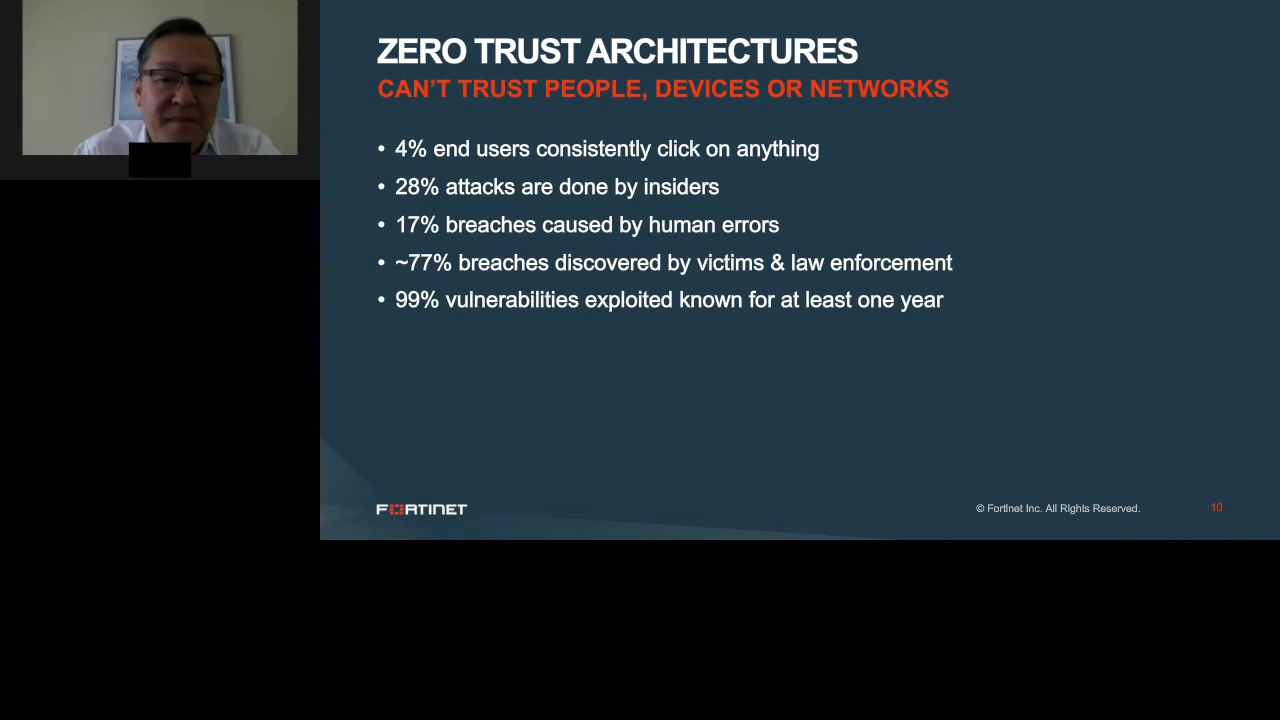 ZERO TRUST ARCHITECTURES
CAN'T TRUST PEOPLE, DEVICES OR NETWORKS
• 4% end users consistently click on anything
• 28% attacks are done by insiders
• 17% breaches caused by human errors
• ~77% breaches discovered by victims & law enforcement
• 99% vulnerabilities exploited known for at least one year
FORTINET
© Fortinet Inc. All Rights Reserved.
10